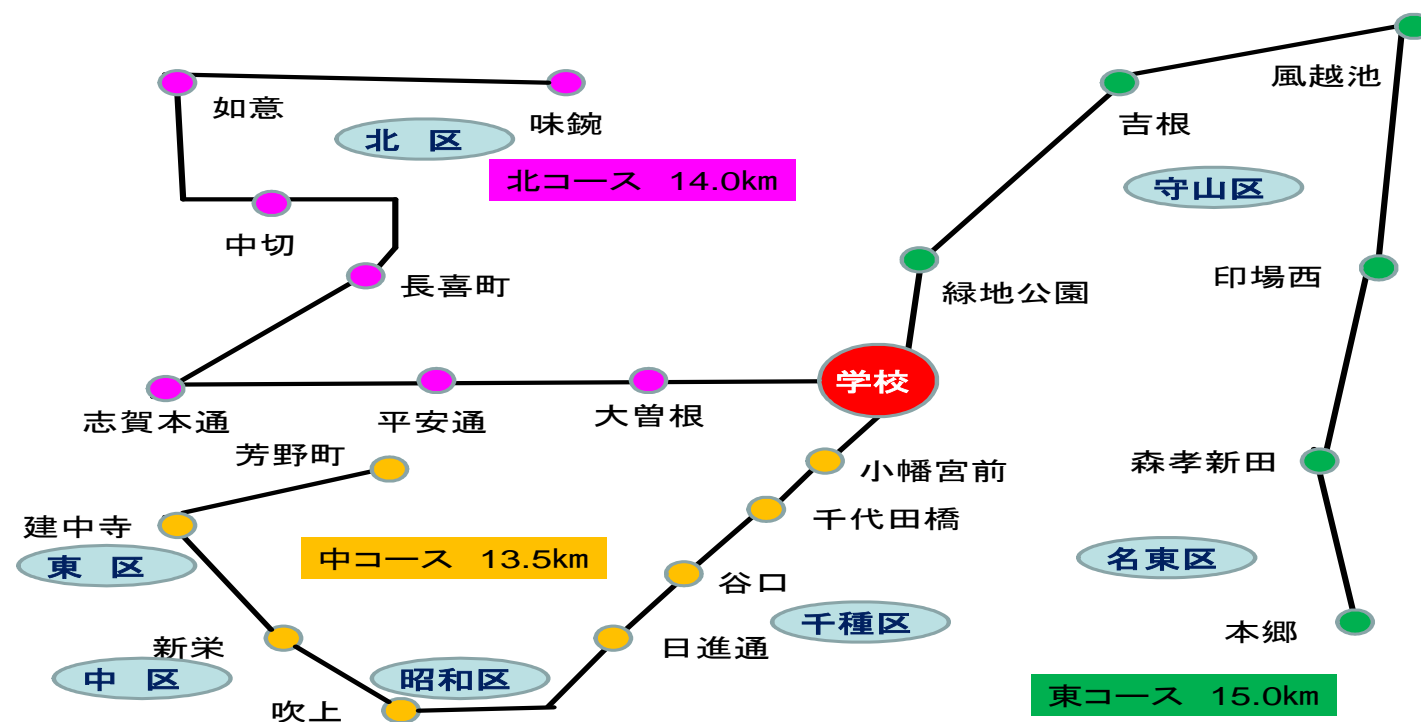 風越池
如意
味鋺
吉根
北 区
北コース 14.0km
守山区
中切
長喜町
緑地公園
印場西
学校
志賀本通
平安通
大曽根
芳野町
小幡宮前
森孝新田
千代田橋
建中寺
中コース 13.5km
名東区
東 区
谷口
千種区
本郷
新栄
日進通
中 区
昭和区
吹上
東コース 15.0km